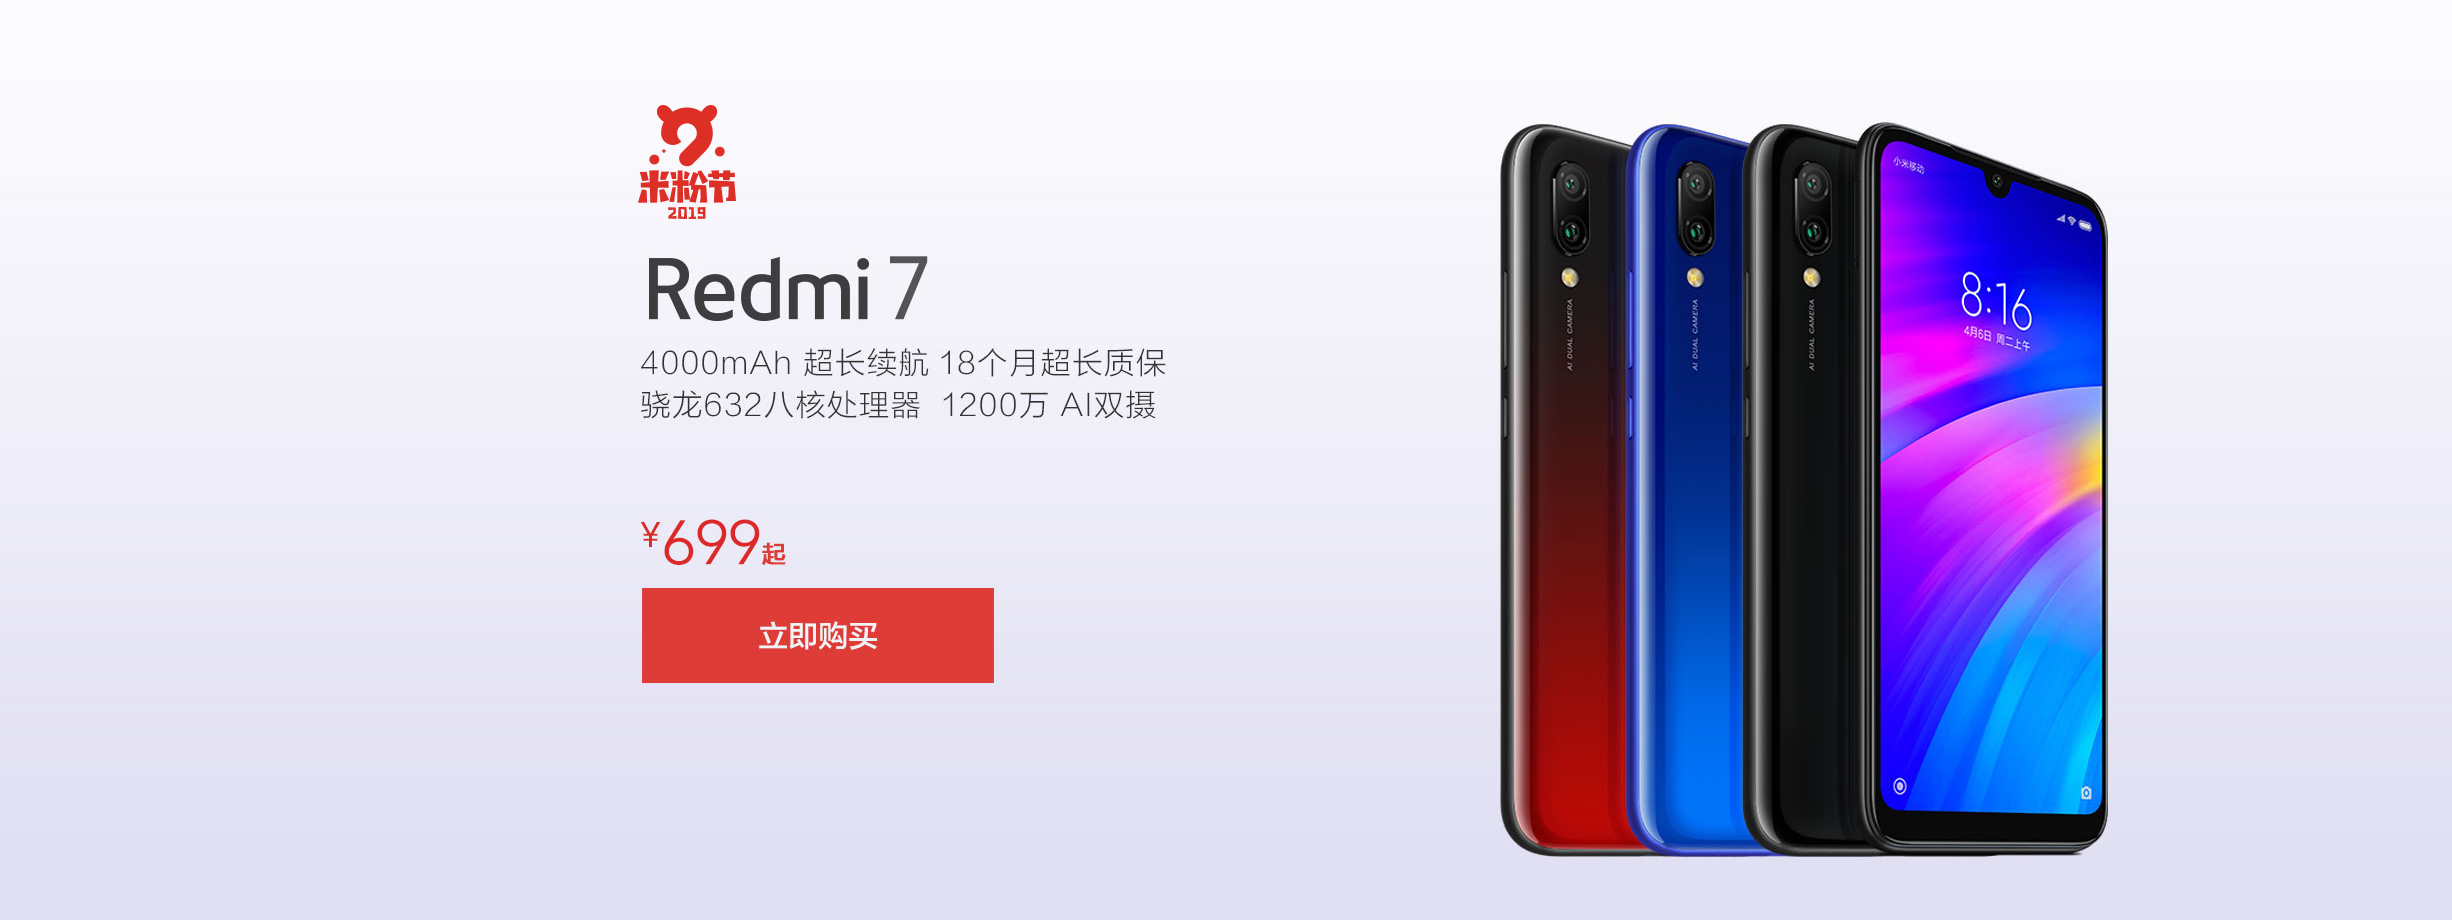 米粉节
2019
Redmi 7
4000mAh 超长续航 18个月超长质保
骁龙632八核处理器 1200万 AI双摄
¥699起
立即购买
AI DUAL CAMERA
AI DUAL CAMERA
AI DUAL CAMERA
小米移动
8:16
4月6日 周二上午